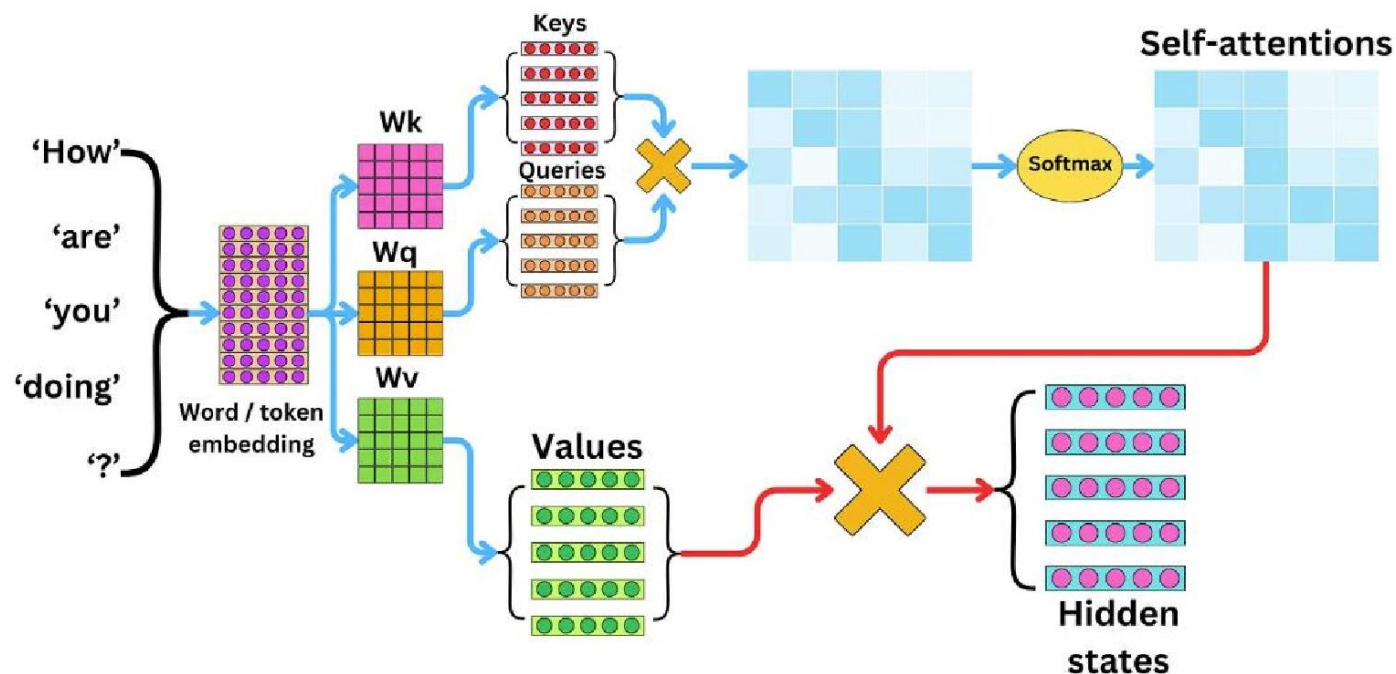 ‘How’
‘are’
‘you’
‘doing’
‘?’
Word / token
embedding
Wk
Wq
Wv
Keys
Queries
Values
Softmax
Self-attentions
Hidden
states